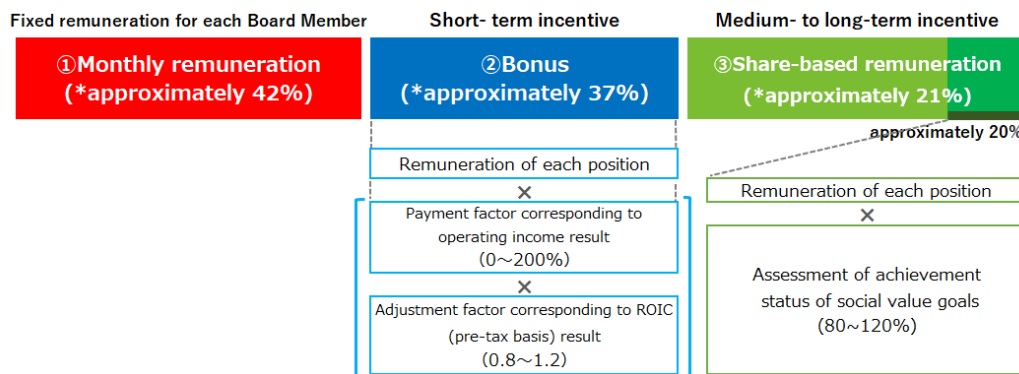 Fixed remuneration for each Board Member
Short- term incentive
Medium- to long-term incentive
①Monthly remuneration
(*approximately 42%)
②Bonus
(*approximately 37%)
③Share-based remuneration
(*approximately 21%)
approximately 20%
Remuneration of each position
×
Payment factor corresponding to
operating income result
(0～200%)
×
Adjustment factor corresponding to ROIC
(pre-tax basis) result
(0.8～1.2)
Remuneration of each position
×
Assessment of achievement
status of social value goals
(80~120%)